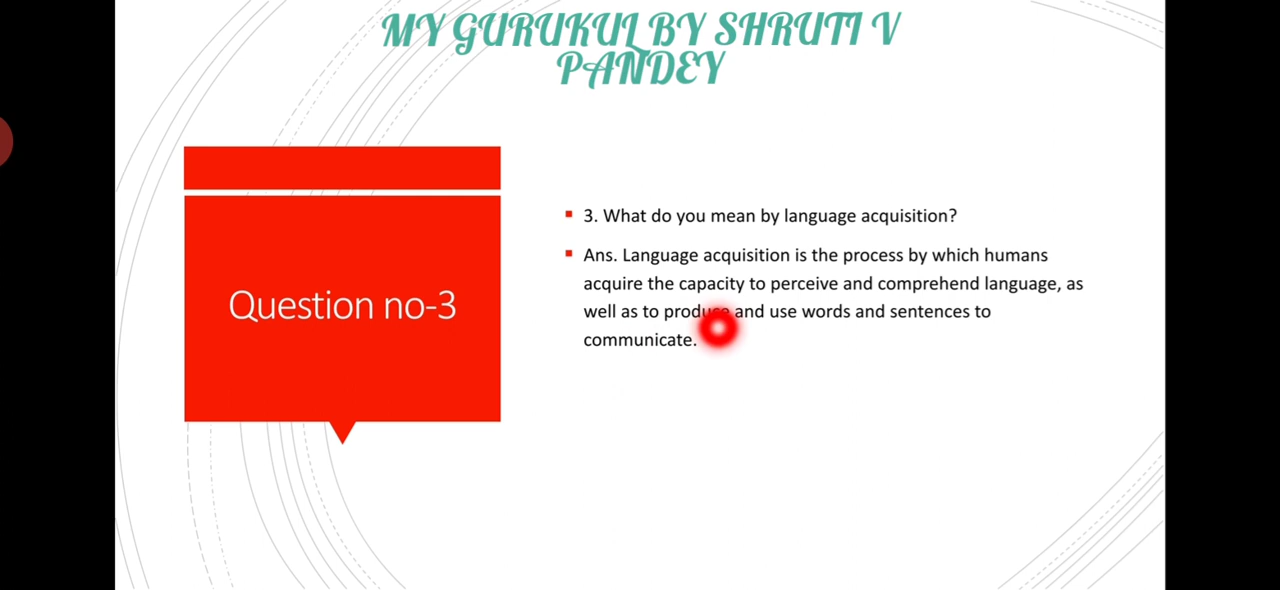 MY GURUKUL BY SHRUTI V
PANDEY
Question no-3
3. What do you mean by language acquisition?
Ans. Language acquisition is the process by which humans
acquire the capacity to perceive and comprehend language, as
well as to produce and use words and sentences to
communicate.